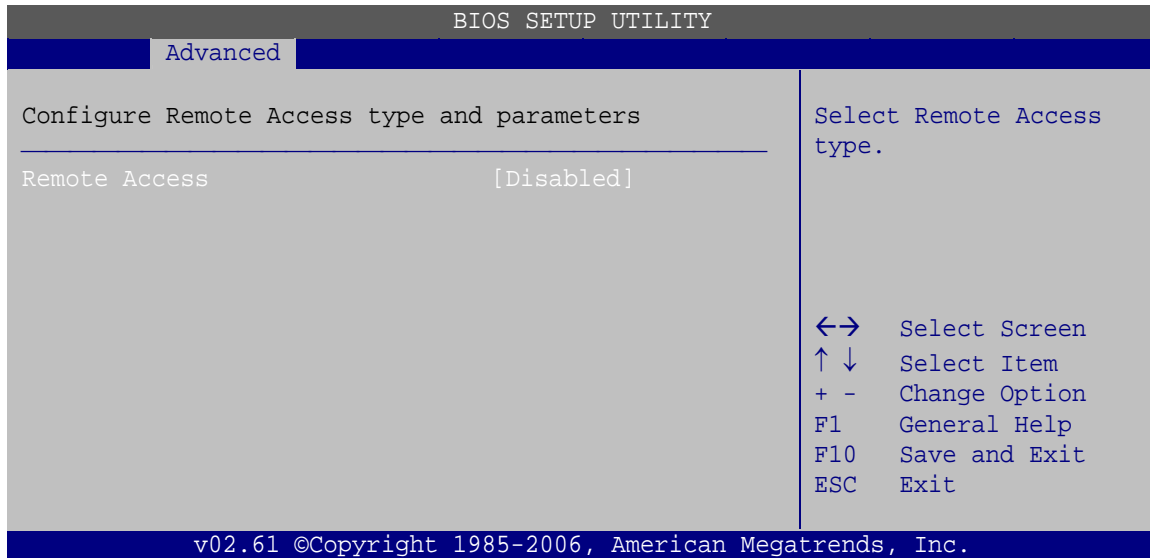 BIOS SETUP UTILITY
Advanced
Configure Remote Access type and parameters
Remote Access [Disabled]
Select Remote Access
type.
←→ Select Screen
↑ ↓ Select Item
+ - Change Option
F1 General Help
F10 Save and Exit
ESC Exit
v02.61 ©Copyright 1985-2006, American Megatrends, Inc.